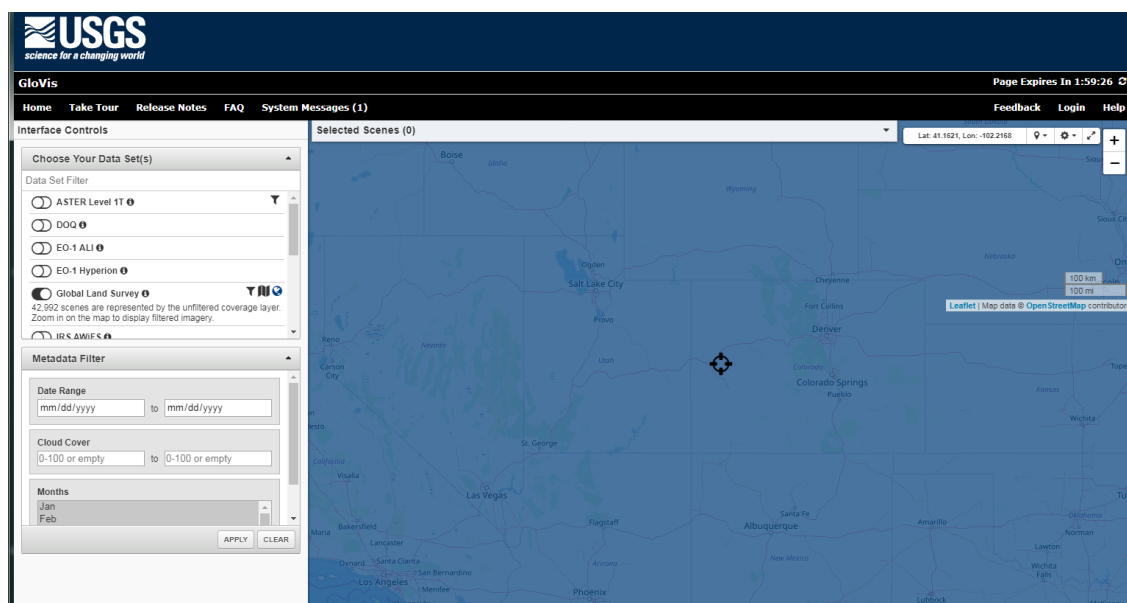 USGS
science for a changing world
GloVis
Page Expires In 1:59:26
Home Take Tour Release Notes FAQ System Messages (1)
Feedback Login Help
Interface Controls
Selected Scenes (0)
Lat: 41.1621, Lon: -102.2168
+
−
Choose Your Data Set(s)
Data Set Filter
ASTER Level 1T
DOQ
EO-1 ALI
EO-1 Hyperion
Global Land Survey
42,992 scenes are represented by the unfiltered coverage layer.
Zoom in on the map to display filtered imagery.
IRS AWiFS
Metadata Filter
Date Range
mm/dd/yyyy to mm/dd/yyyy
Cloud Cover
0-100 or empty to 0-100 or empty
Months
Jan
Feb
APPLY CLEAR
Boise
Idaho
Wyoming
Sioux Cit
Nebraska
Ogden
Salt Lake City
Cheyenne
100 km
100 mi
Leaflet | Map data © OpenStreetMap contributor
Fort Collins
Provo
Denver
Reno
Nevada
Carson
City
Utah
Colorado
Tope
Colorado Springs
Pueblo
Kansas
Wichita
St. George
California
Visalia
Las Vegas
Santa Fe
Flagstaff
Albuquerque
Amarillo
Oklahoma
Norman
Maria
Bakersfield
Lancaster
Lawton
Oxnard
Santa Clarita
San Bernardino
Arizona
New Mexico
Wichita
Falls
Los Angeles
Menifee
Phoenix
Lubbock